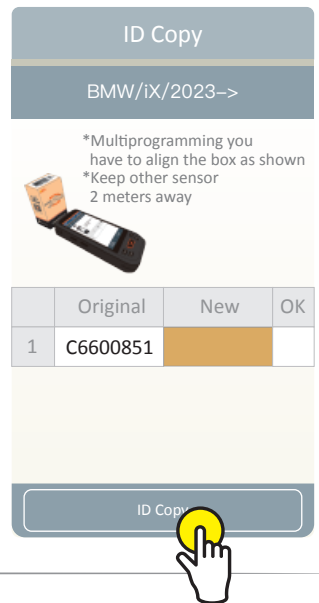 ID Copy
BMW/iX/2023–>
*Multiprogramming you
have to align the box as shown
*Keep other sensor
2 meters away
Original New OK
1 C6600851
ID Copy